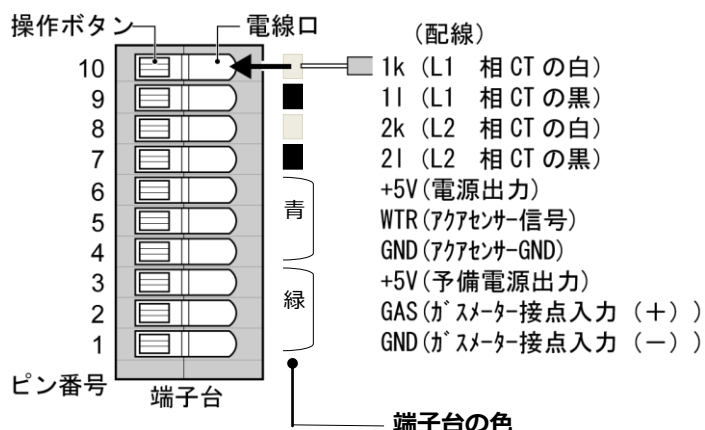 操作ボタン
電線口
(配線)
10 1k (L1 相 CT の白)
9 1l (L1 相 CT の黒)
8 2k (L2 相 CT の白)
7 2l (L2 相 CT の黒)
6 +5V(電源出力)
青
5 WTR(ｱｸｱｾﾝｻｰ信号)
4 GND(ｱｸｱｾﾝｻｰGND)
3 +5V(予備電源出力)
緑
2 GAS(ｶﾞｽﾒｰﾀｰ接点入力(+))
1 GND(ｶﾞｽﾒｰﾀｰ接点入力(－))
ピン番号
端子台
端子台の色